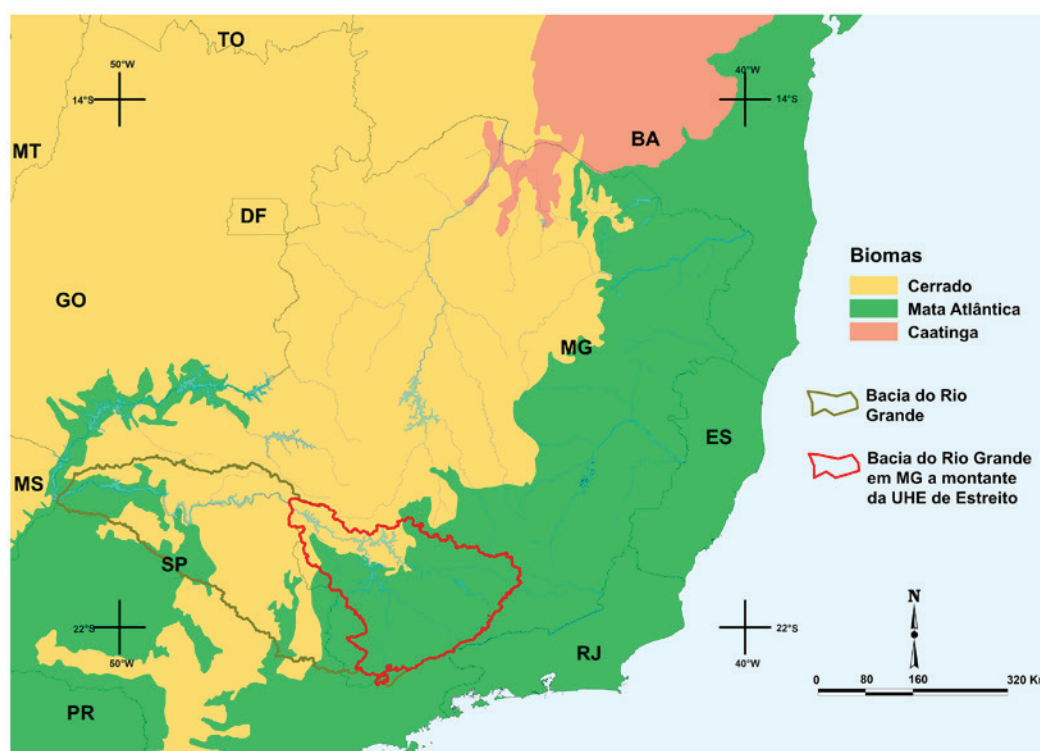 TO
50°W
14°S
40°W
14°S
MT
BA
DF
GO
MG
ES
MS
SP
22°S
50°W
RJ
22°S
40°W
PR
Biomas
Cerrado
Mata Atlântica
Caatinga
Bacia do Rio
Grande
Bacia do Rio Grande
em MG a montante
da UHE de Estreito
N
0 80 160 320 Km